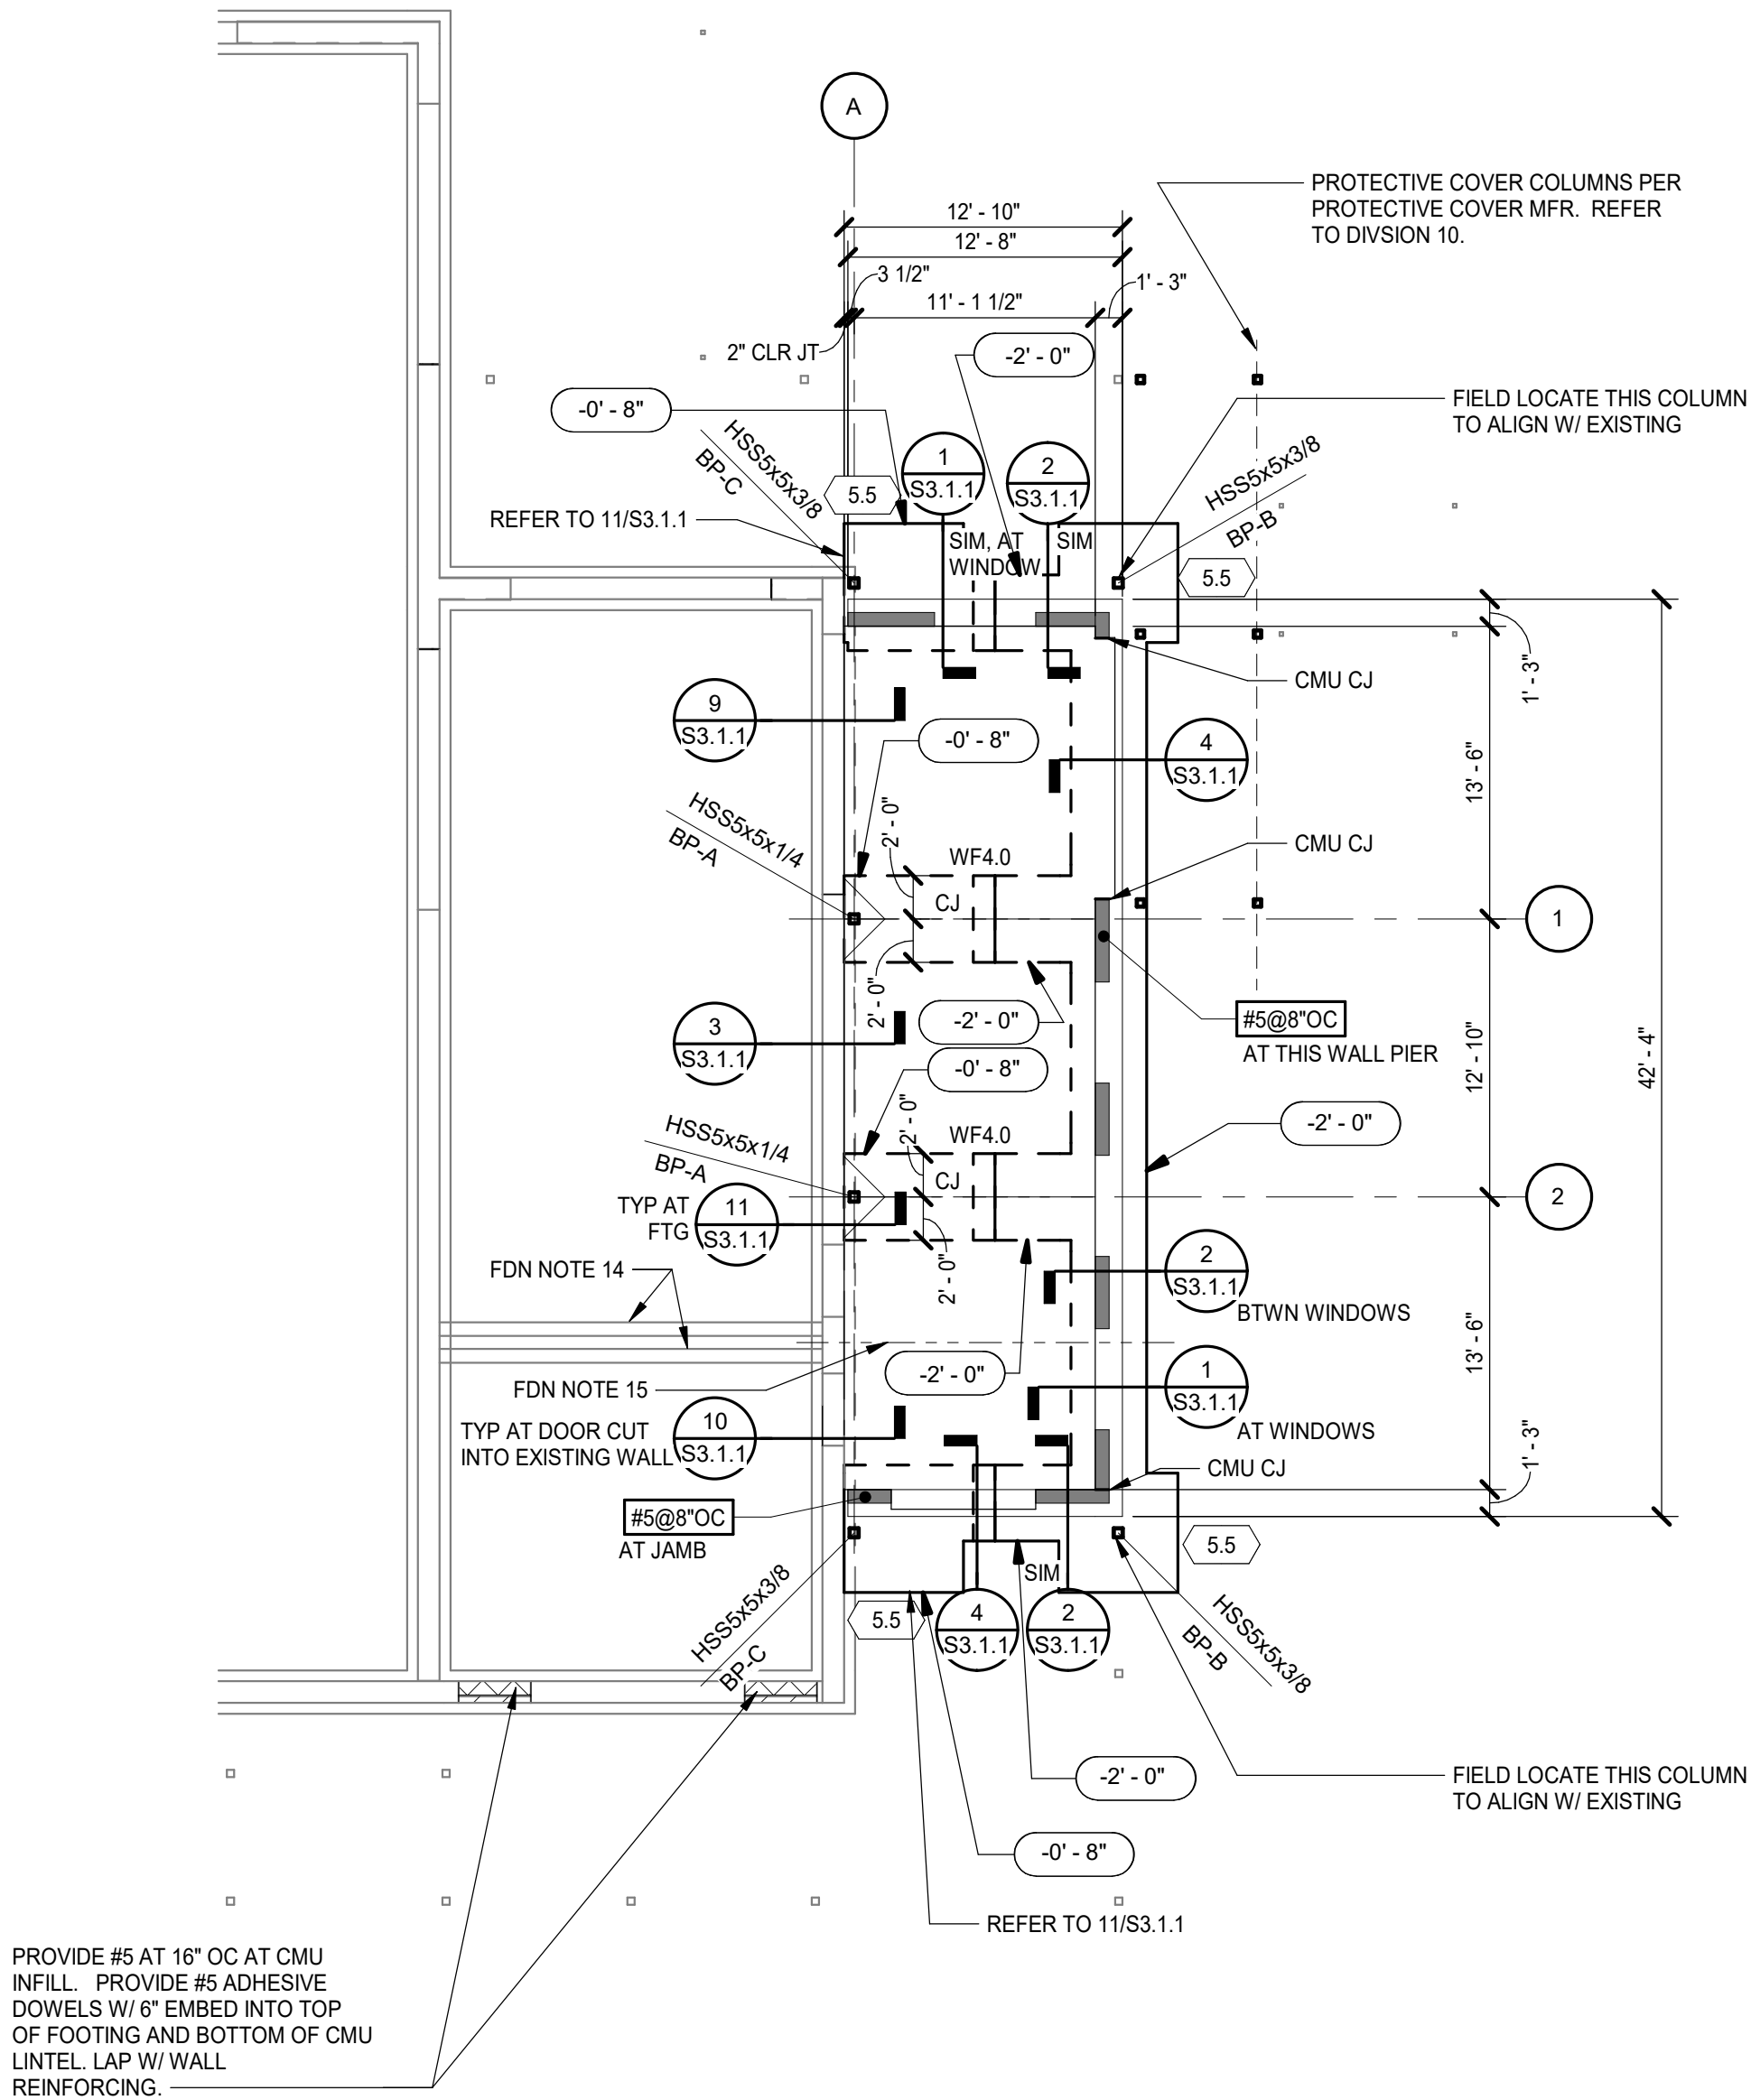 A
PROTECTIVE COVER COLUMNS PER
PROTECTIVE COVER MFR.  REFER
TO DIVSION 10.
12' - 10"
12' - 8"
3 1/2"
1' - 3"
11' - 1 1/2"
2" CLR JT
-2' - 0"
-0' - 8"
FIELD LOCATE THIS COLUMN
TO ALIGN W/ EXISTING
HSS5x5x3/8
BP-C
5.5
1
S3.1.1
2
S3.1.1
HSS5x5x3/8
BP-B
REFER TO 11/S3.1.1
SIM, AT
WINDOW
SIM
5.5
1' - 3"
CMU CJ
9
S3.1.1
-0' - 8"
4
S3.1.1
13' - 6"
HSS5x5x1/4
BP-A
2' - 0"
WF4.0
CJ
CMU CJ
1
2' - 0"
-2' - 0"
#5@8"OC
AT THIS WALL PIER
3
S3.1.1
-0' - 8"
12' - 10"
42' - 4"
HSS5x5x1/4
BP-A
2' - 0"
WF4.0
CJ
-2' - 0"
2
TYP AT
FTG
11
S3.1.1
2' - 0"
FDN NOTE 14
2
S3.1.1
BTWN WINDOWS
13' - 6"
FDN NOTE 15
-2' - 0"
1
S3.1.1
AT WINDOWS
TYP AT DOOR CUT
INTO EXISTING WALL
10
S3.1.1
CMU CJ
1' - 3"
#5@8"OC
AT JAMB
5.5
SIM
HSS5x5x3/8
BP-C
5.5
4
S3.1.1
2
S3.1.1
HSS5x5x3/8
BP-B
-2' - 0"
FIELD LOCATE THIS COLUMN
TO ALIGN W/ EXISTING
-0' - 8"
REFER TO 11/S3.1.1
PROVIDE #5 AT 16" OC AT CMU
INFILL.   PROVIDE #5 ADHESIVE
DOWELS W/ 6" EMBED INTO TOP
OF FOOTING AND BOTTOM OF CMU
LINTEL. LAP W/ WALL
REINFORCING.